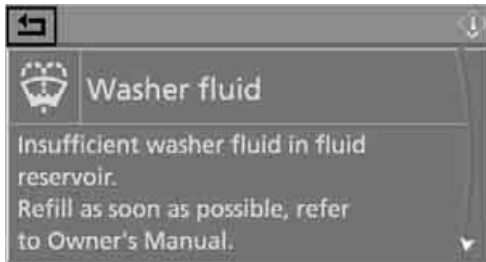 Washer fluid
Insufficient washer fluid in fluid
reservoir.
Refill as soon as possible, refer
to Owner's Manual.